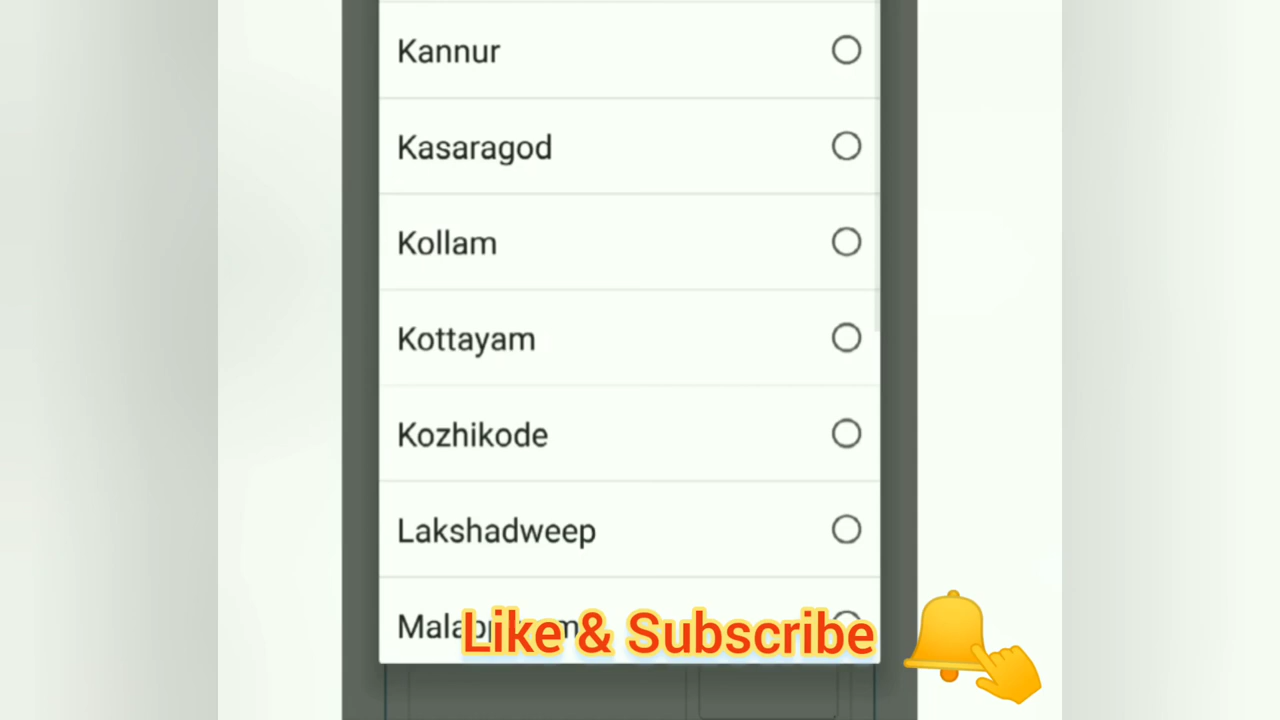 Kannur
Kasaragod
Kollam
Kottayam
Kozhikode
Lakshadweep
Like & Subscribe